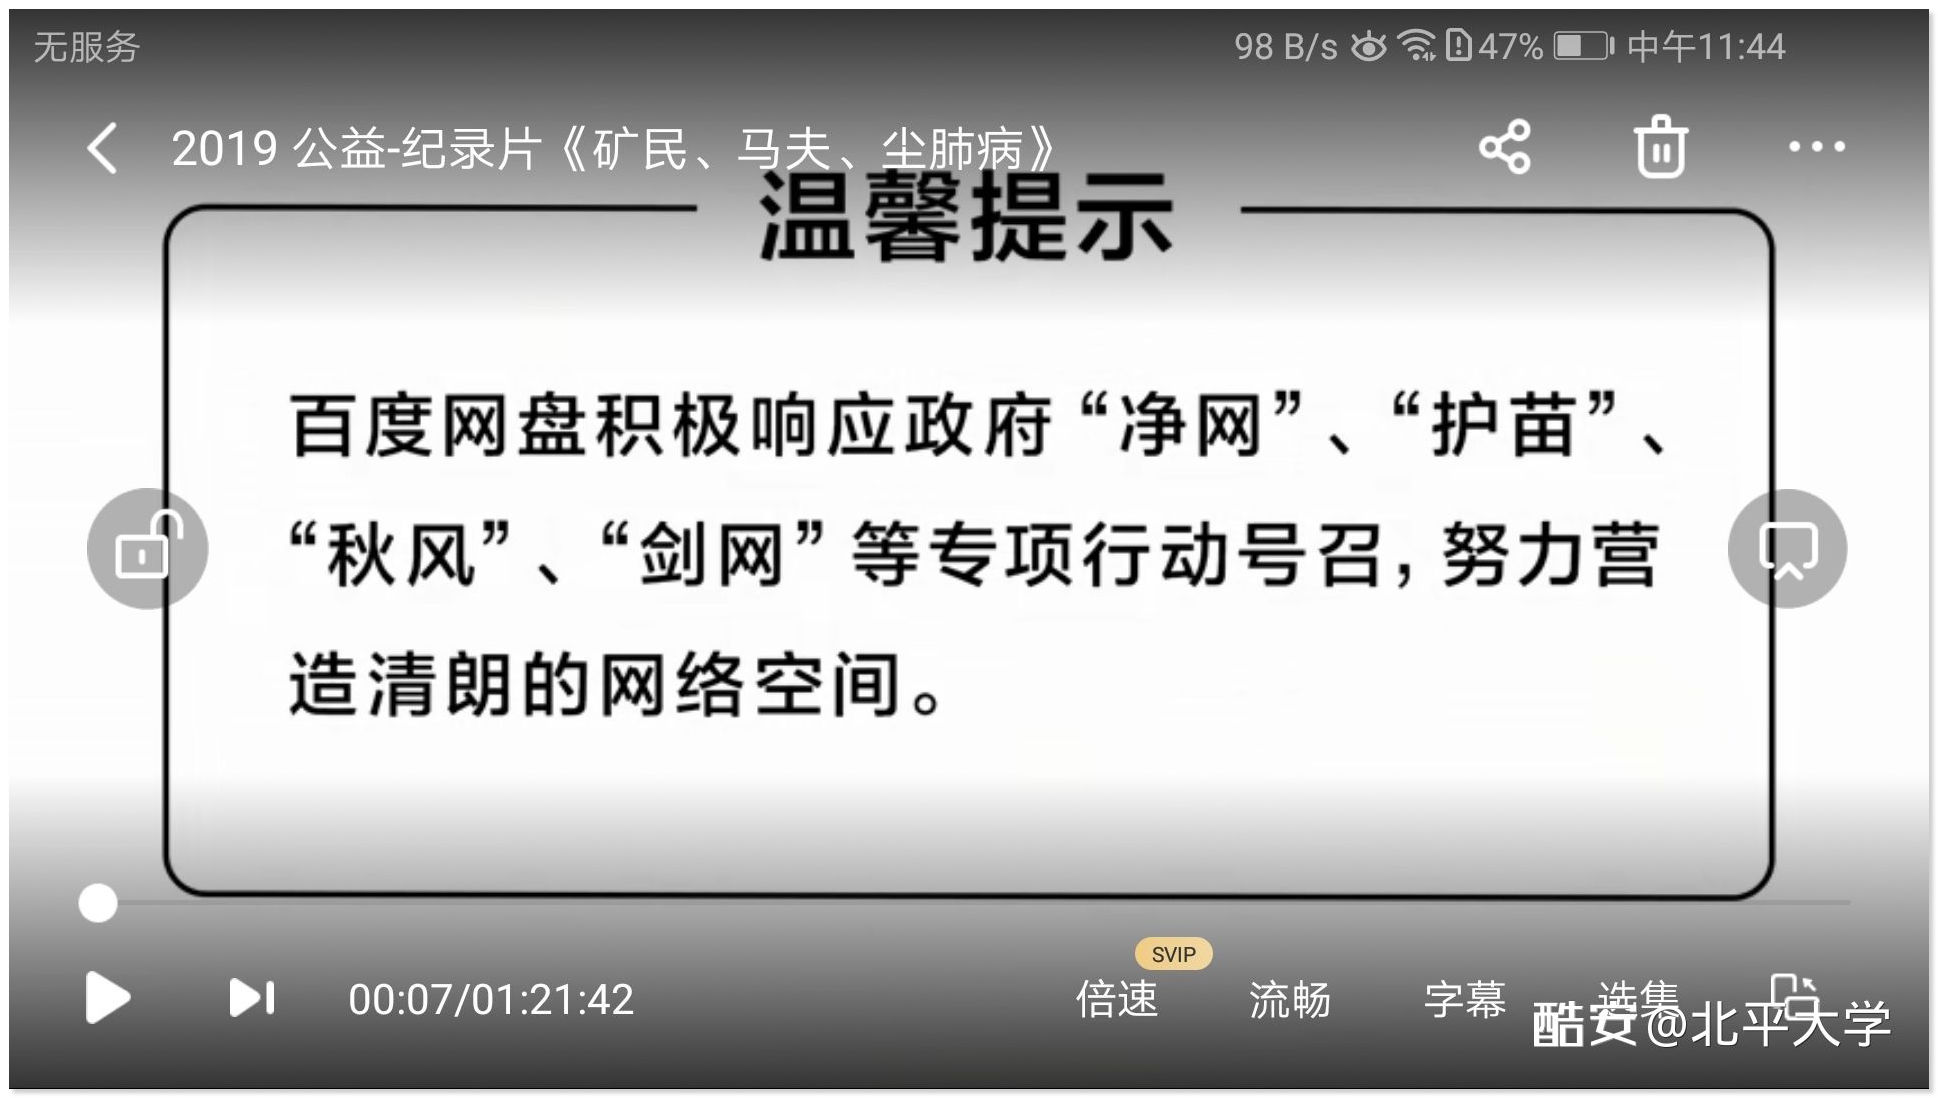 无服务
98 B/s 47% 中午11:44
2019 公益-纪录片《矿民、马夫、尘肺病》
温馨提示
百度网盘积极响应政府“净网”、“护苗”、
“秋风”、“剑网”等专项行动号召，努力营
造清朗的网络空间。
SVIP
00:07/01:21:42 倍速 流畅 字幕 选集
酷安@北平大学